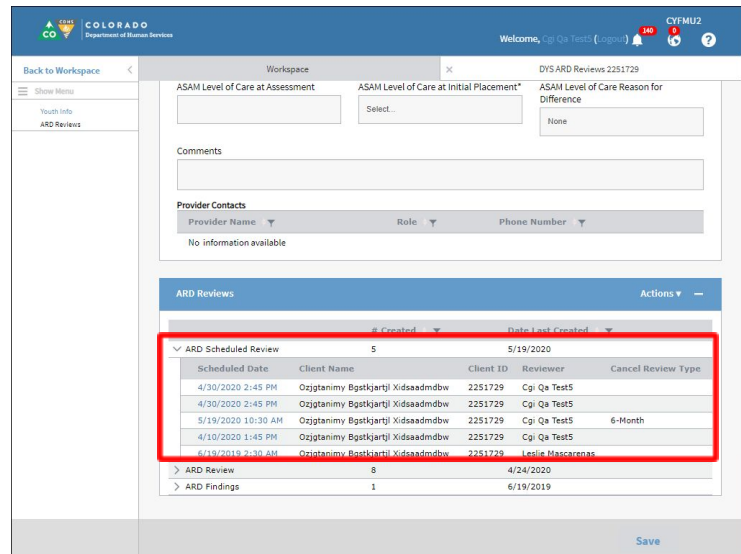 CO CDHS COLORADO
Department of Human Services
CYFMU2
Welcome, Cgi Qa Test5 (Logout) 140 0 ?
Back to Workspace <
Workspace × DYS ARD Reviews 2251729
Show Menu
Youth Info
ARD Reviews
ASAM Level of Care at Assessment ASAM Level of Care at Initial Placement* ASAM Level of Care Reason for
Difference
Select...
None
Comments
Provider Contacts
Provider Name Role Phone Number
No information available
ARD Reviews Actions ▾ —
# Created Date Last Created
ARD Scheduled Review 5 5/19/2020
Scheduled Date Client Name Client ID Reviewer Cancel Review Type
4/30/2020 2:45 PM Ozjgtanimy Bgstkjartjl Xidsaadmdbw 2251729 Cgi Qa Test5
4/30/2020 2:45 PM Ozjgtanimy Bgstkjartjl Xidsaadmdbw 2251729 Cgi Qa Test5
5/19/2020 10:30 AM Ozjgtanimy Bgstkjartjl Xidsaadmdbw 2251729 Cgi Qa Test5 6-Month
4/10/2020 1:45 PM Ozjgtanimy Bgstkjartjl Xidsaadmdbw 2251729 Cgi Qa Test5
6/19/2019 2:30 AM Ozjgtanimy Bgstkjartjl Xidsaadmdbw 2251729 Leslie Mascarenas
ARD Review 8 4/24/2020
ARD Findings 1 6/19/2019
Save